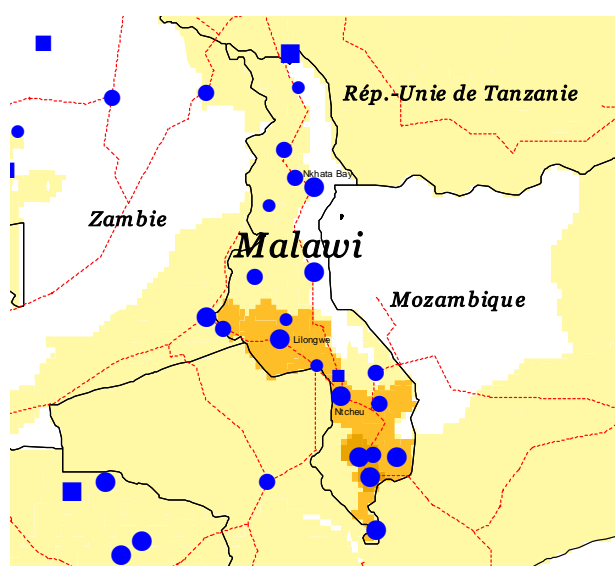 Rép.-Unie de Tanzanie
Nkhata Bay
Zambie
Malawi
Mozambique
Lilongwe
Ntcheu